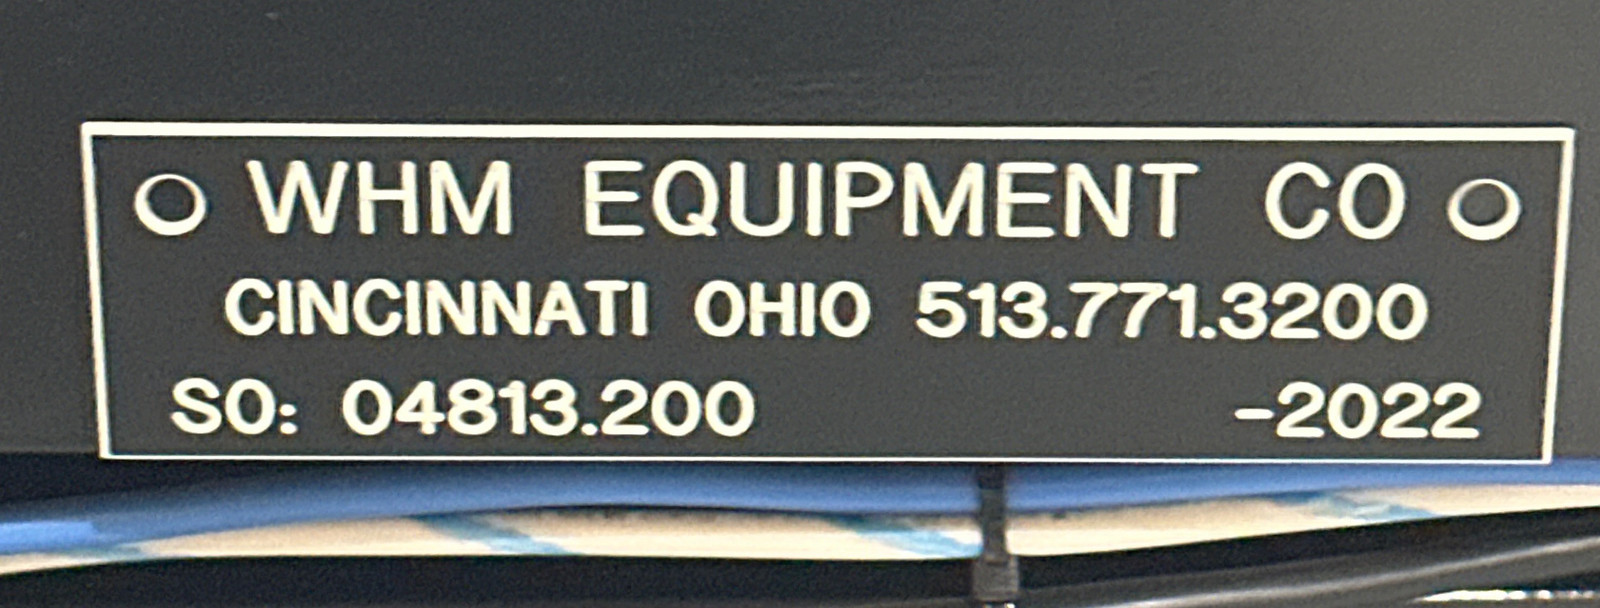 WHM EQUIPMENT CO
CINCINNATI OHIO 513.771.3200
SO: 04813.200 -2022